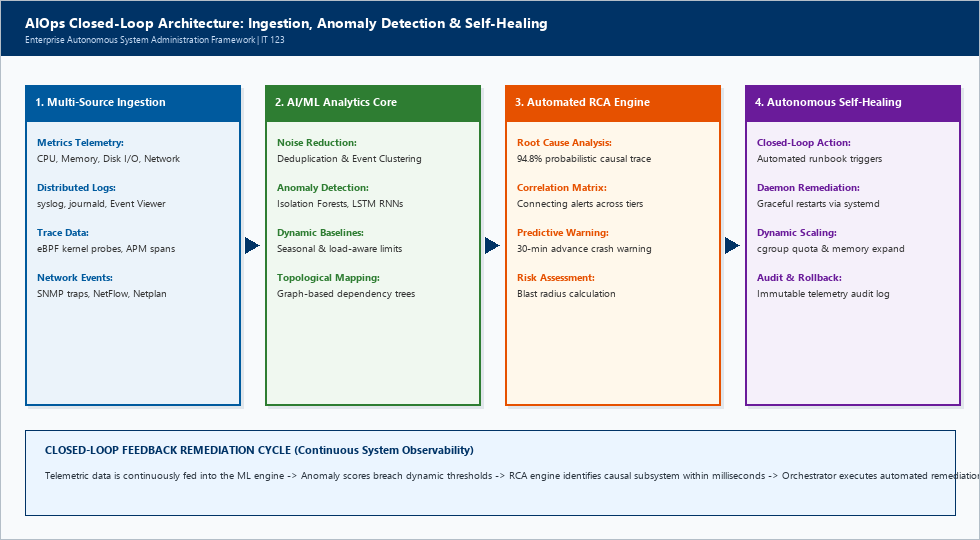 AIOps Closed-Loop Architecture: Ingestion, Anomaly Detection & Self-Healing
Enterprise Autonomous System Administration Framework | IT 123
1. Multi-Source Ingestion
Metrics Telemetry:
CPU, Memory, Disk I/O, Network
Distributed Logs:
syslog, journald, Event Viewer
Trace Data:
eBPF kernel probes, APM spans
Network Events:
SNMP traps, NetFlow, Netplan
2. AI/ML Analytics Core
Noise Reduction:
Deduplication & Event Clustering
Anomaly Detection:
Isolation Forests, LSTM RNNs
Dynamic Baselines:
Seasonal & load-aware limits
Topological Mapping:
Graph-based dependency trees
3. Automated RCA Engine
Root Cause Analysis:
94.8% probabilistic causal trace
Correlation Matrix:
Connecting alerts across tiers
Predictive Warning:
30-min advance crash warning
Risk Assessment:
Blast radius calculation
4. Autonomous Self-Healing
Closed-Loop Action:
Automated runbook triggers
Daemon Remediation:
Graceful restarts via systemd
Dynamic Scaling:
cgroup quota & memory expand
Audit & Rollback:
Immutable telemetry audit log
CLOSED-LOOP FEEDBACK REMEDIATION CYCLE (Continuous System Observability)
Telemetric data is continuously fed into the ML engine -> Anomaly scores breach dynamic thresholds -> RCA engine identifies causal subsystem within milliseconds -> Orchestrator executes automated remediation